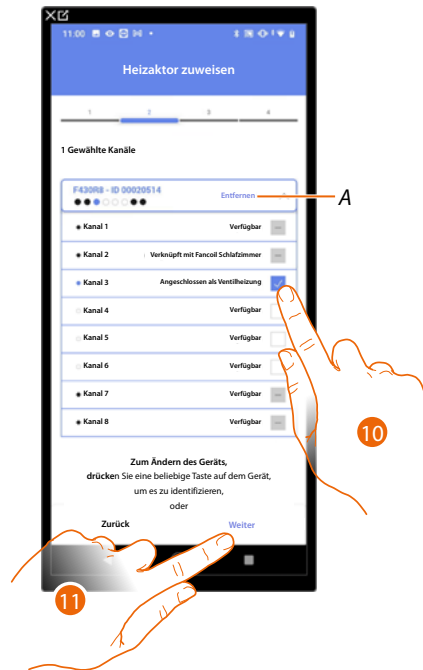 11:00
Heizaktor zuweisen
1 2 3 4
1 Gewählte Kanäle
F430R8 - ID 00020514
Entfernen
A
Kanal 1 Verfügbar
Kanal 2 Verknüpft mit Fancoil Schlafzimmer
Kanal 3 Angeschlossen als Ventilheizung
Kanal 4 Verfügbar
Kanal 5 Verfügbar
Kanal 6 Verfügbar
Kanal 7 Verfügbar
Kanal 8 Verfügbar
10
Zum Ändern des Geräts,
drücken Sie eine beliebige Taste auf dem Gerät,
um es zu identifizieren,
oder
Zurück Weiter
11